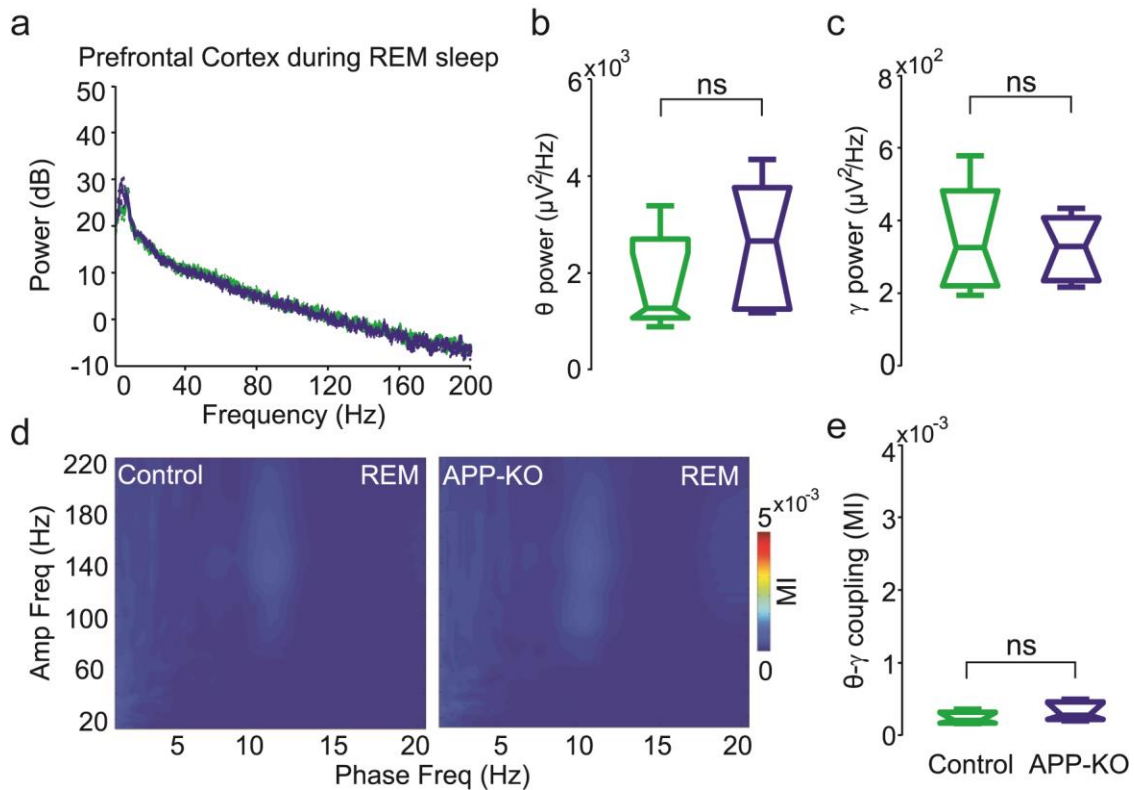 a
Prefrontal Cortex during REM sleep
50
40
30
20
10
0
-10
Power (dB)
0 40 80 120 160 200
Frequency (Hz)
b
×10³
6
4
2
0
θ power (μV²/Hz)
ns
c
×10²
8
6
4
2
0
γ power (μV²/Hz)
ns
d
220
180
140
100
60
20
Amp Freq (Hz)
Control REM
APP-KO REM
5 10 15 20
5 10 15 20
Phase Freq (Hz)
5×10⁻³
0
MI
e
×10⁻³
4
3
2
1
0
θ-γ coupling (MI)
ns
Control APP-KO